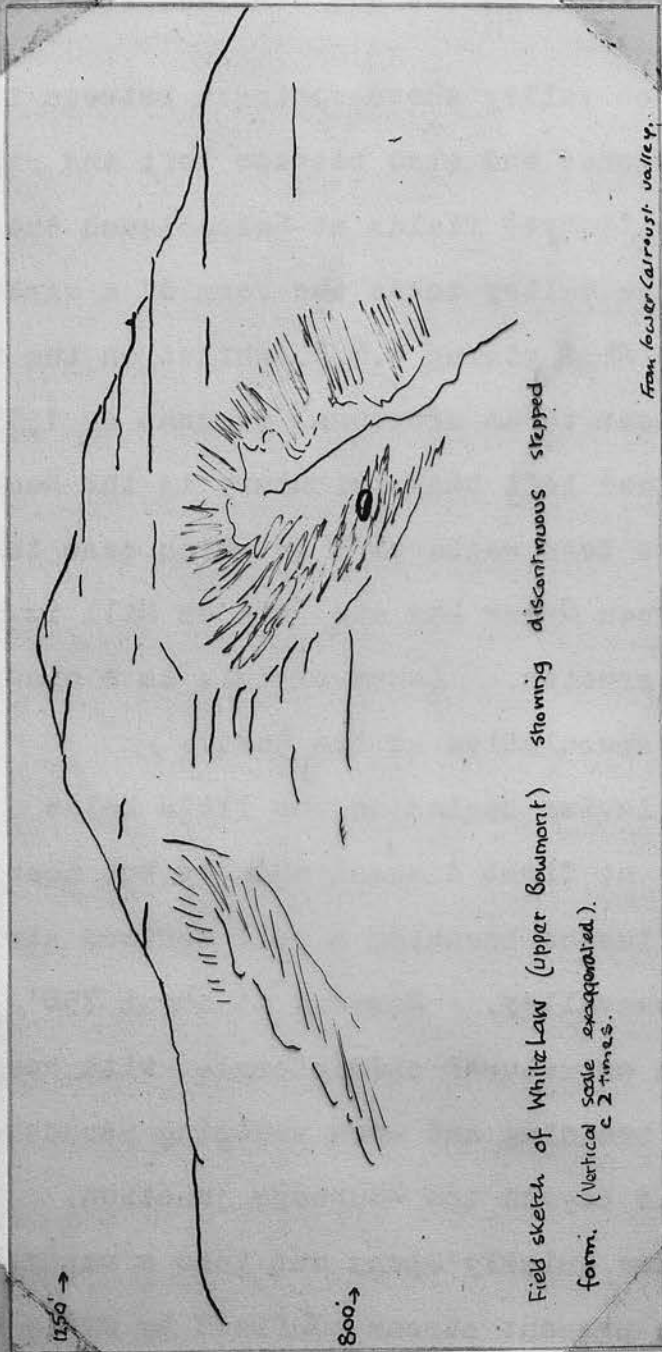 1250' →
800' →
Field sketch of White Law (upper Bowmont) showing discontinuous stepped
form. (Vertical scale exaggerated).
c 2 times.
From lower Calroust valley.